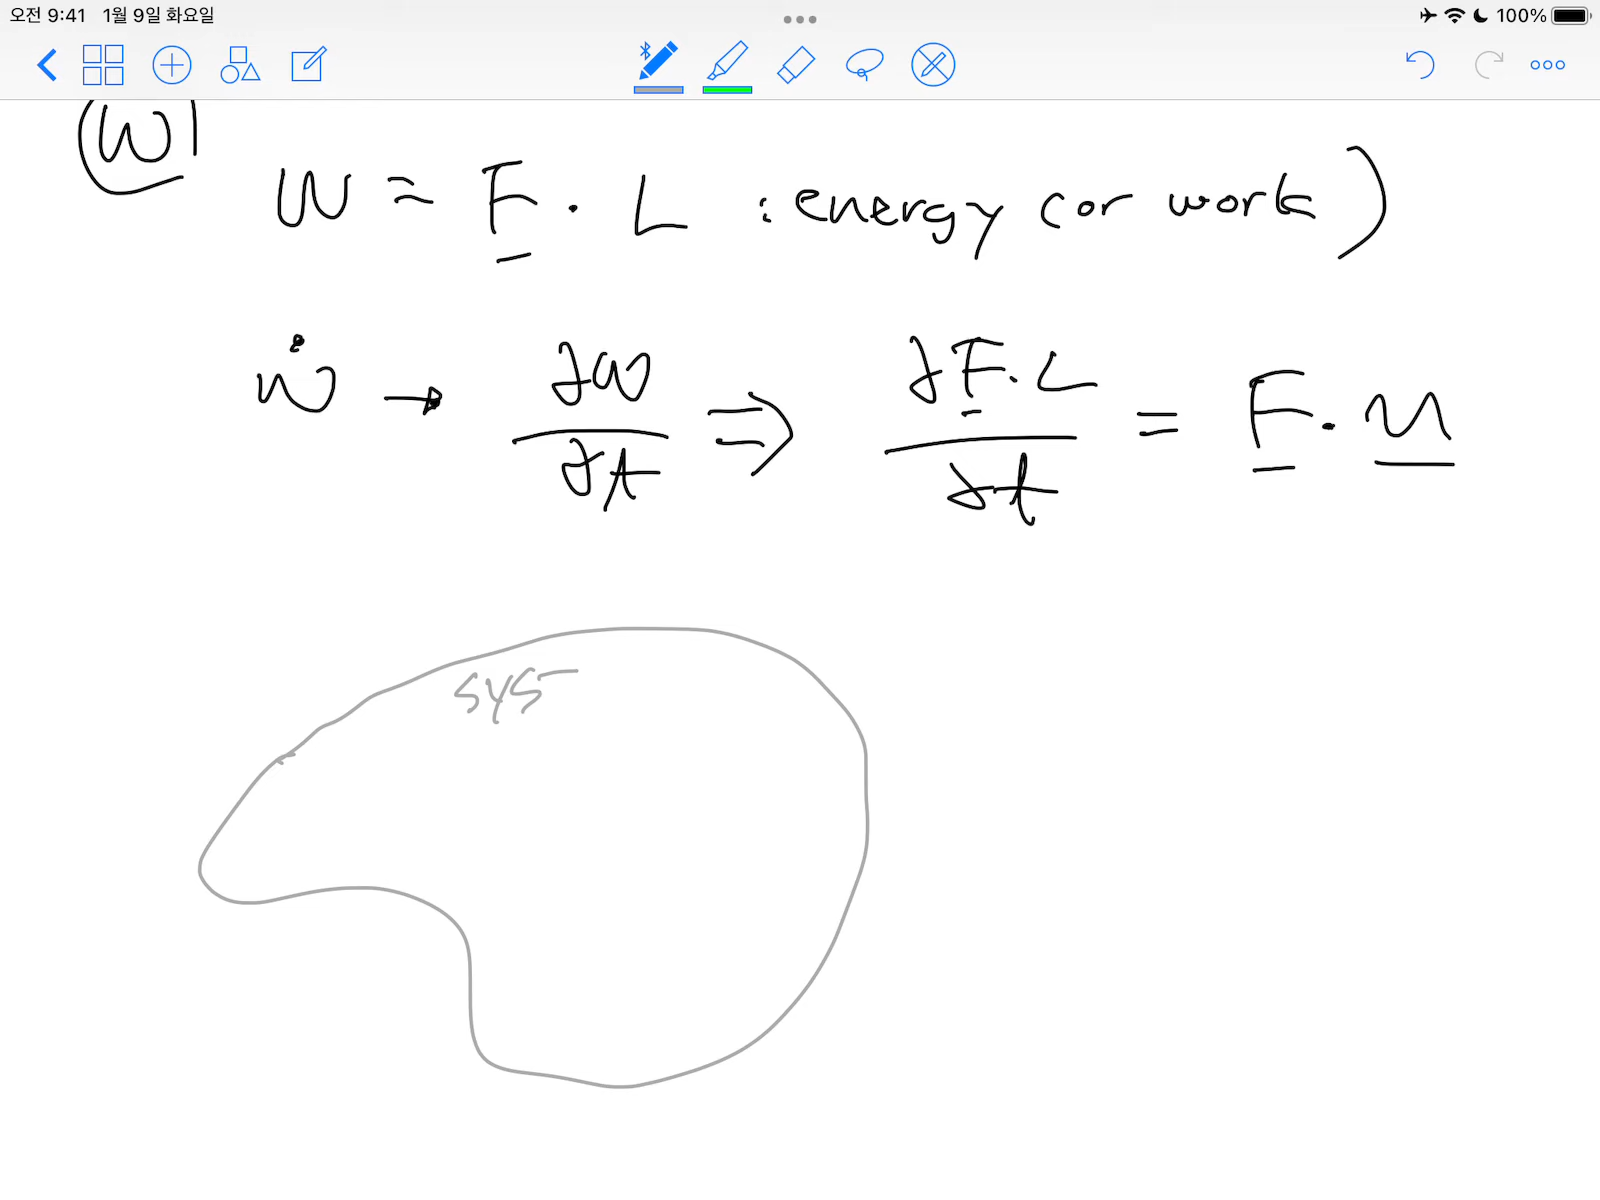 오전 9:41 1월 9일 화요일 100%
(W)
W = F · L : energy (or work)
Ẇ → ∂W/∂t ⇒ ∂F·L/∂t = F · u
sys